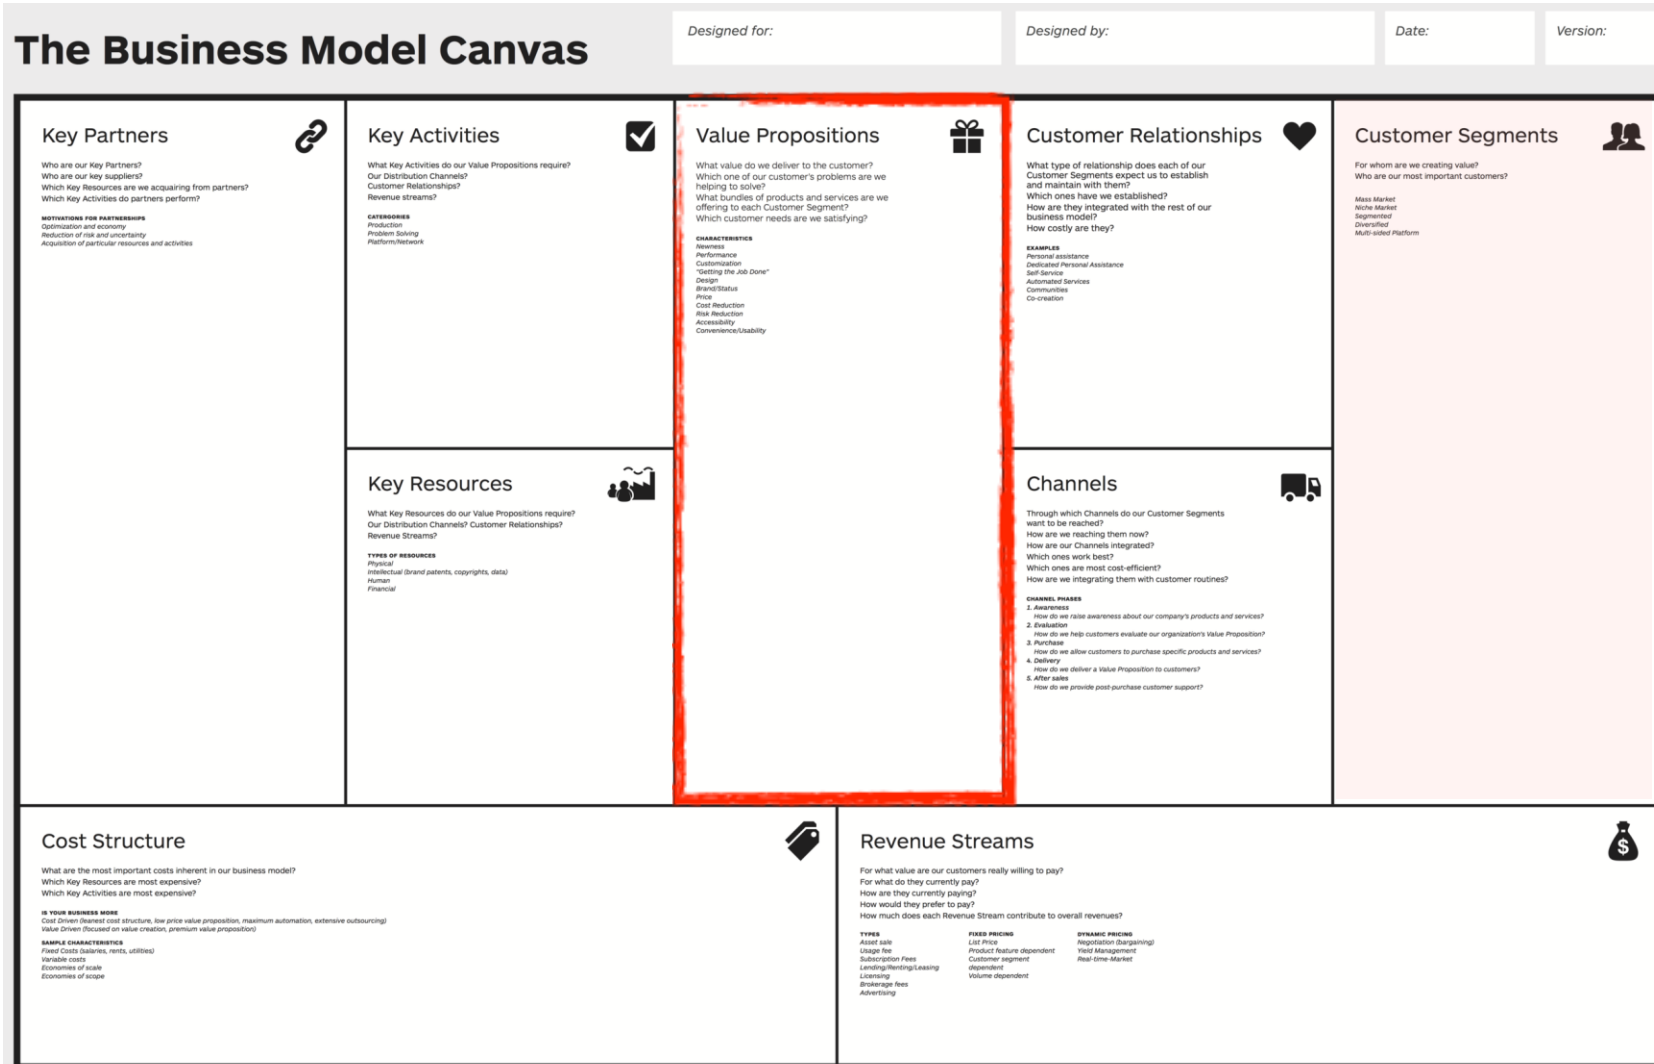 The Business Model Canvas
Designed for:
Designed by:
Date:
Version:
Key Partners
Who are our Key Partners?
Who are our key suppliers?
Which Key Resources are we acquairing from partners?
Which Key Activities do partners perform?
MOTIVATIONS FOR PARTNERSHIPS
Optimization and economy
Reduction of risk and uncertainty
Acquisition of particular resources and activities
Key Activities
What Key Activities do our Value Propositions require?
Our Distribution Channels?
Customer Relationships?
Revenue streams?
CATERGORIES
Production
Problem Solving
Platform/Network
Key Resources
What Key Resources do our Value Propositions require?
Our Distribution Channels? Customer Relationships?
Revenue Streams?
TYPES OF RESOURCES
Physical
Intellectual (brand patents, copyrights, data)
Human
Financial
Value Propositions
What value do we deliver to the customer?
Which one of our customer's problems are we
helping to solve?
What bundles of products and services are we
offering to each Customer Segment?
Which customer needs are we satisfying?
CHARACTERISTICS
Newness
Performance
Customization
"Getting the Job Done"
Design
Brand/Status
Price
Cost Reduction
Risk Reduction
Accessibility
Convenience/Usability
Customer Relationships
What type of relationship does each of our
Customer Segments expect us to establish
and maintain with them?
Which ones have we established?
How are they integrated with the rest of our
business model?
How costly are they?
EXAMPLES
Personal assistance
Dedicated Personal Assistance
Self-Service
Automated Services
Communities
Co-creation
Channels
Through which Channels do our Customer Segments
want to be reached?
How are we reaching them now?
How are our Channels integrated?
Which ones work best?
Which ones are most cost-efficient?
How are we integrating them with customer routines?
CHANNEL PHASES
1. Awareness
How do we raise awareness about our company's products and services?
2. Evaluation
How do we help customers evaluate our organization's Value Proposition?
3. Purchase
How do we allow customers to purchase specific products and services?
4. Delivery
How do we deliver a Value Proposition to customers?
5. After sales
How do we provide post-purchase customer support?
Customer Segments
For whom are we creating value?
Who are our most important customers?
Mass Market
Niche Market
Segmented
Diversified
Multi-sided Platform
Cost Structure
What are the most important costs inherent in our business model?
Which Key Resources are most expensive?
Which Key Activities are most expensive?
IS YOUR BUSINESS MORE
Cost Driven (leanest cost structure, low price value proposition, maximum automation, extensive outsourcing)
Value Driven (focused on value creation, premium value proposition)
SAMPLE CHARACTERISTICS
Fixed Costs (salaries, rents, utilities)
Variable costs
Economies of scale
Economies of scope
Revenue Streams
For what value are our customers really willing to pay?
For what do they currently pay?
How are they currently paying?
How would they prefer to pay?
How much does each Revenue Stream contribute to overall revenues?
TYPES
Asset sale
Usage fee
Subscription Fees
Lending/Renting/Leasing
Licensing
Brokerage fees
Advertising
FIXED PRICING
List Price
Product feature dependent
Customer segment
dependent
Volume dependent
DYNAMIC PRICING
Negotiation (bargaining)
Yield Management
Real-time-Market
$